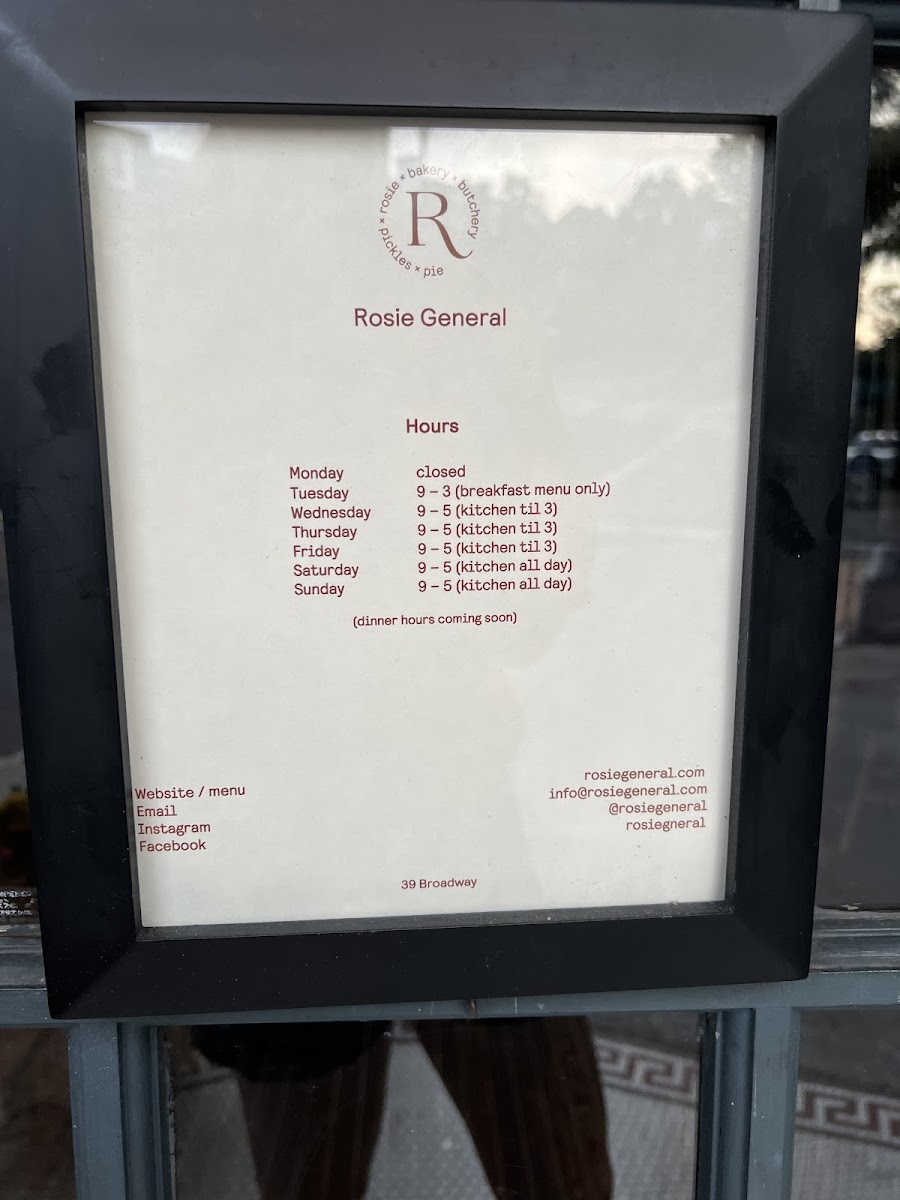 rosie × bakery × butchery × pickles × pie ×
R
Rosie General
Hours
Monday closed
Tuesday 9 – 3 (breakfast menu only)
Wednesday 9 – 5 (kitchen til 3)
Thursday 9 – 5 (kitchen til 3)
Friday 9 – 5 (kitchen til 3)
Saturday 9 – 5 (kitchen all day)
Sunday 9 – 5 (kitchen all day)
(dinner hours coming soon)
Website / menu rosiegeneral.com
Email info@rosiegeneral.com
Instagram @rosiegeneral
Facebook rosiegneral
39 Broadway